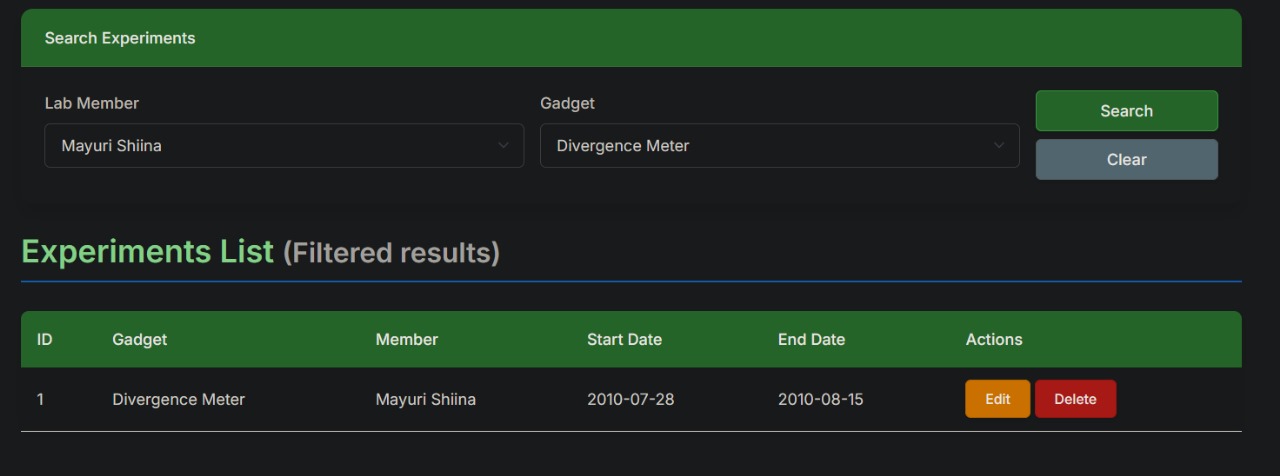 Search Experiments
Lab Member
Gadget
Mayuri Shiina
Divergence Meter
Search
Clear
Experiments List (Filtered results)
ID Gadget Member Start Date End Date Actions
1 Divergence Meter Mayuri Shiina 2010-07-28 2010-08-15 Edit Delete